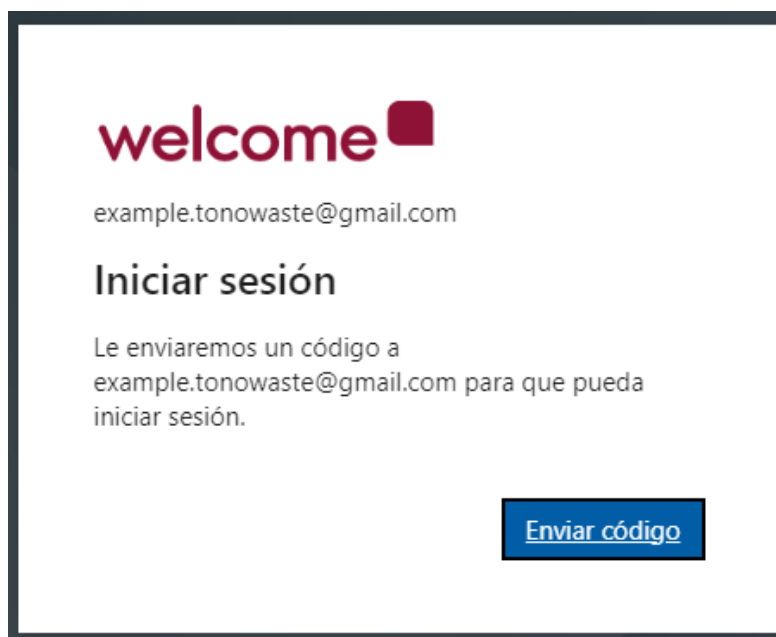 welcome
example.tonowaste@gmail.com
Iniciar sesión
Le enviaremos un código a
example.tonowaste@gmail.com para que pueda
iniciar sesión.
Enviar código